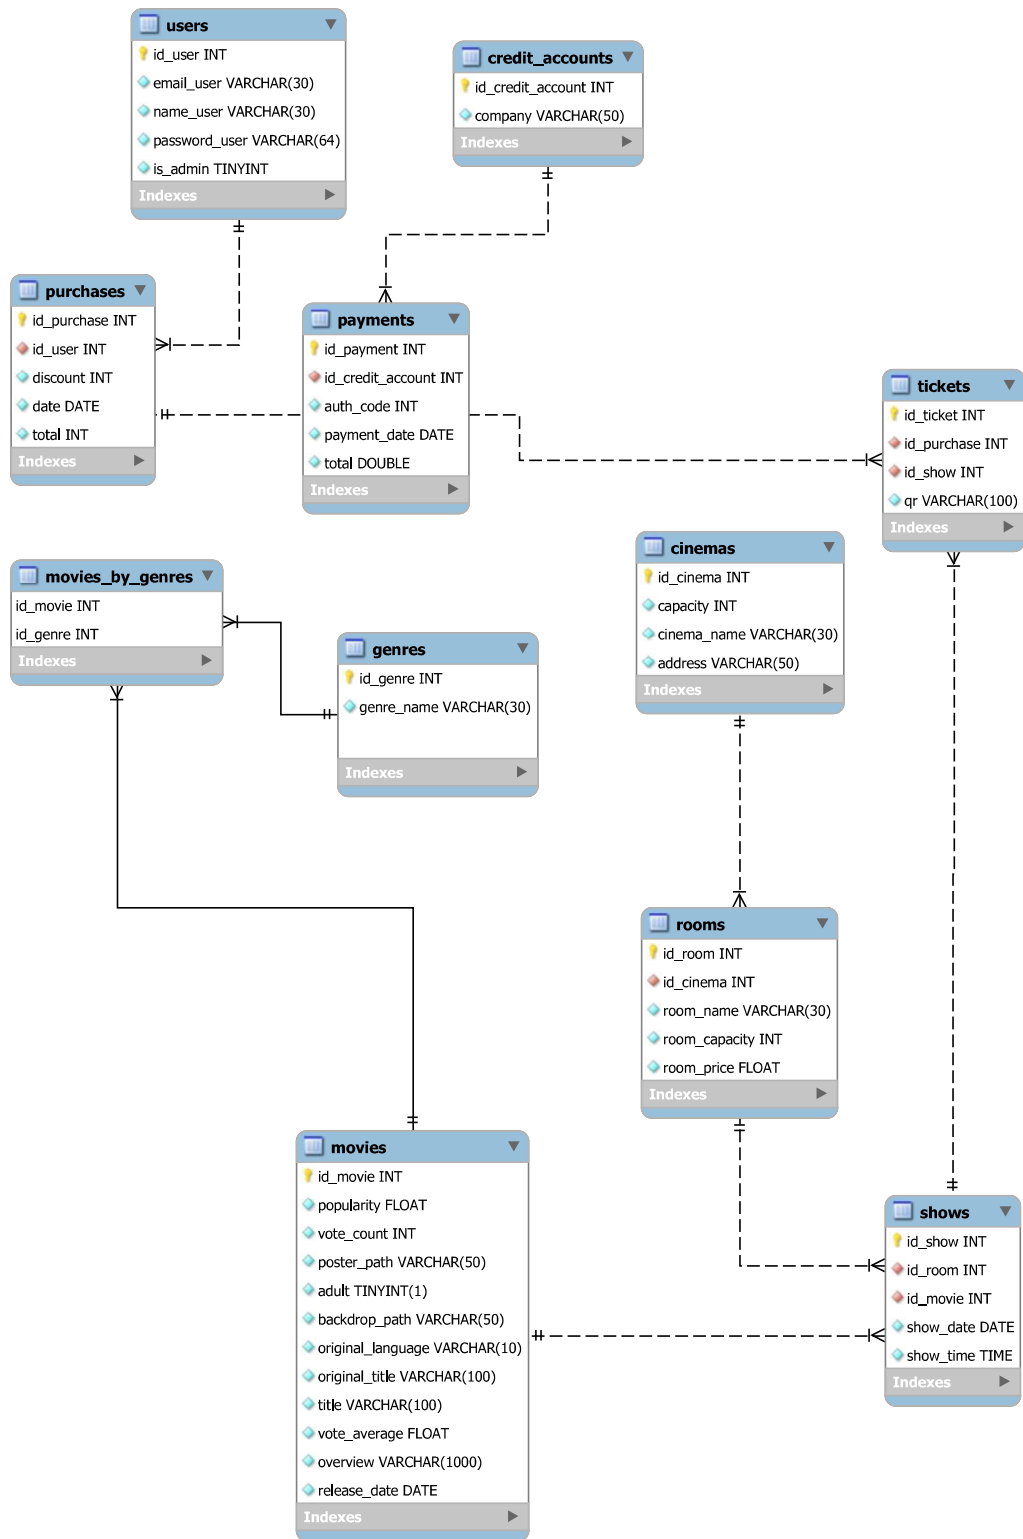 users
id_user INT
email_user VARCHAR(30)
name_user VARCHAR(30)
password_user VARCHAR(64)
is_admin TINYINT
Indexes
credit_accounts
id_credit_account INT
company VARCHAR(50)
Indexes
purchases
id_purchase INT
id_user INT
discount INT
date DATE
total INT
Indexes
payments
id_payment INT
id_credit_account INT
auth_code INT
payment_date DATE
total DOUBLE
Indexes
tickets
id_ticket INT
id_purchase INT
id_show INT
qr VARCHAR(100)
Indexes
movies_by_genres
id_movie INT
id_genre INT
Indexes
genres
id_genre INT
genre_name VARCHAR(30)
Indexes
cinemas
id_cinema INT
capacity INT
cinema_name VARCHAR(30)
address VARCHAR(50)
Indexes
rooms
id_room INT
id_cinema INT
room_name VARCHAR(30)
room_capacity INT
room_price FLOAT
Indexes
movies
id_movie INT
popularity FLOAT
vote_count INT
poster_path VARCHAR(50)
adult TINYINT(1)
backdrop_path VARCHAR(50)
original_language VARCHAR(10)
original_title VARCHAR(100)
title VARCHAR(100)
vote_average FLOAT
overview VARCHAR(1000)
release_date DATE
Indexes
shows
id_show INT
id_room INT
id_movie INT
show_date DATE
show_time TIME
Indexes